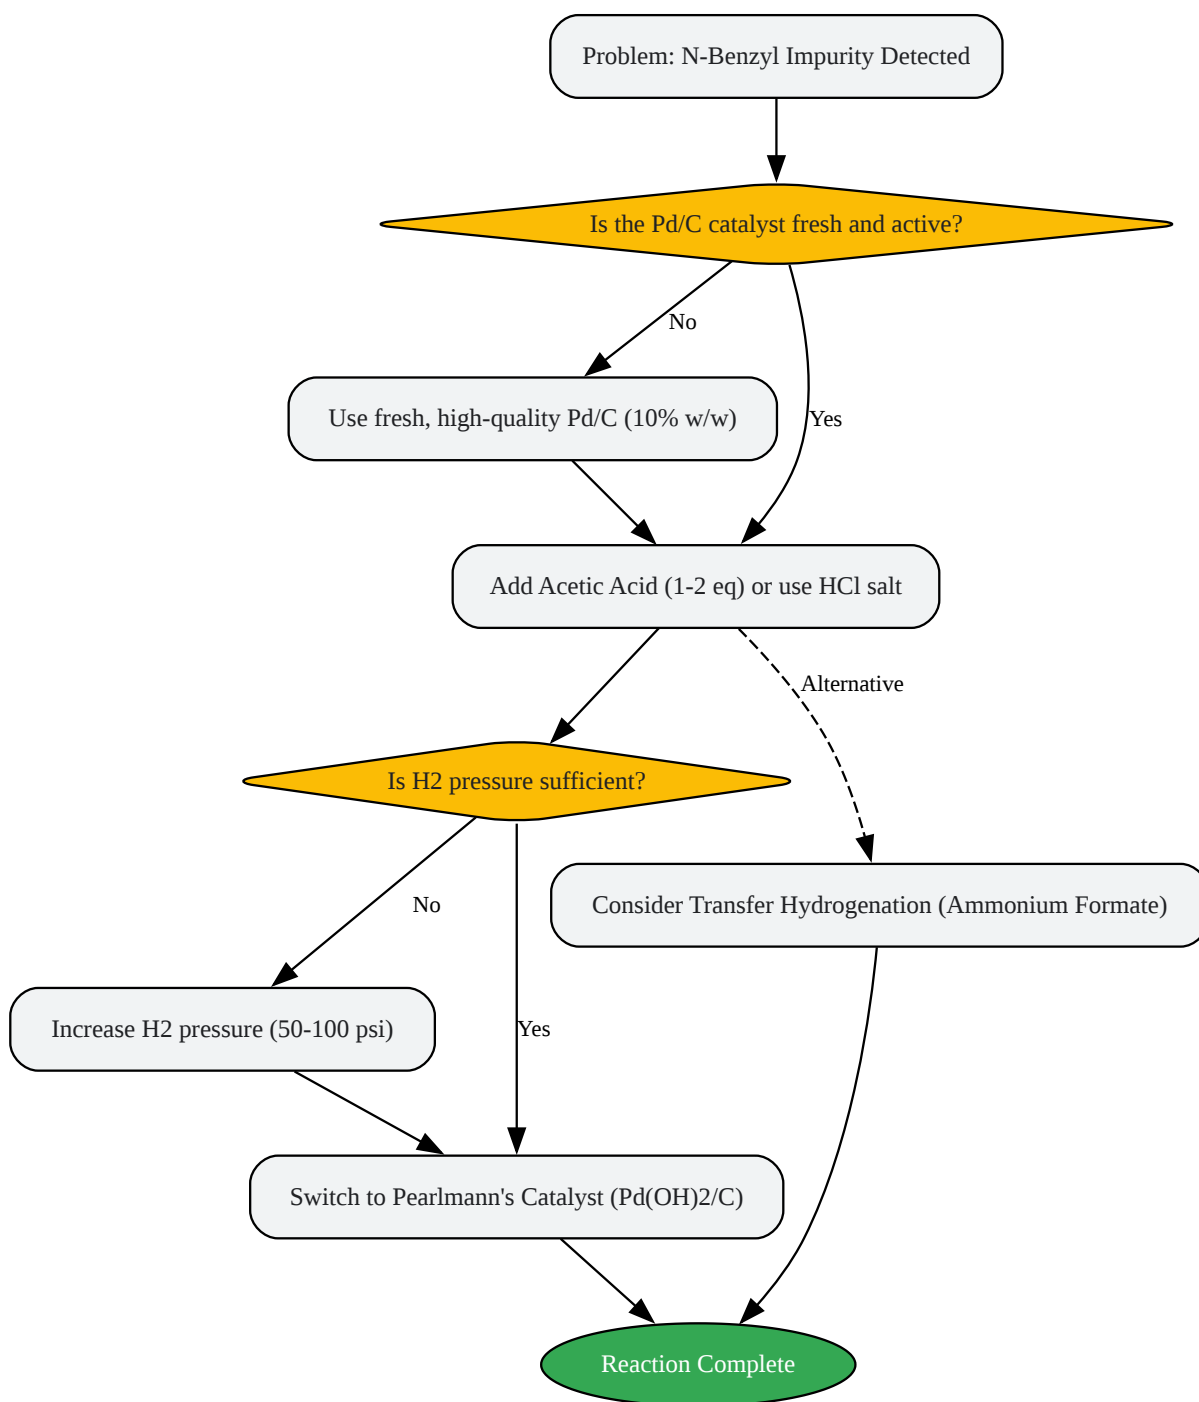 Problem: N-Benzyl Impurity Detected
Is the Pd/C catalyst fresh and active?
No
Use fresh, high-quality Pd/C (10% w/w)
Yes
Add Acetic Acid (1-2 eq) or use HCl salt
Alternative
Is H2 pressure sufficient?
No
Consider Transfer Hydrogenation (Ammonium Formate)
Increase H2 pressure (50-100 psi)
Yes
Switch to Pearlmann's Catalyst (Pd(OH)2/C)
Reaction Complete